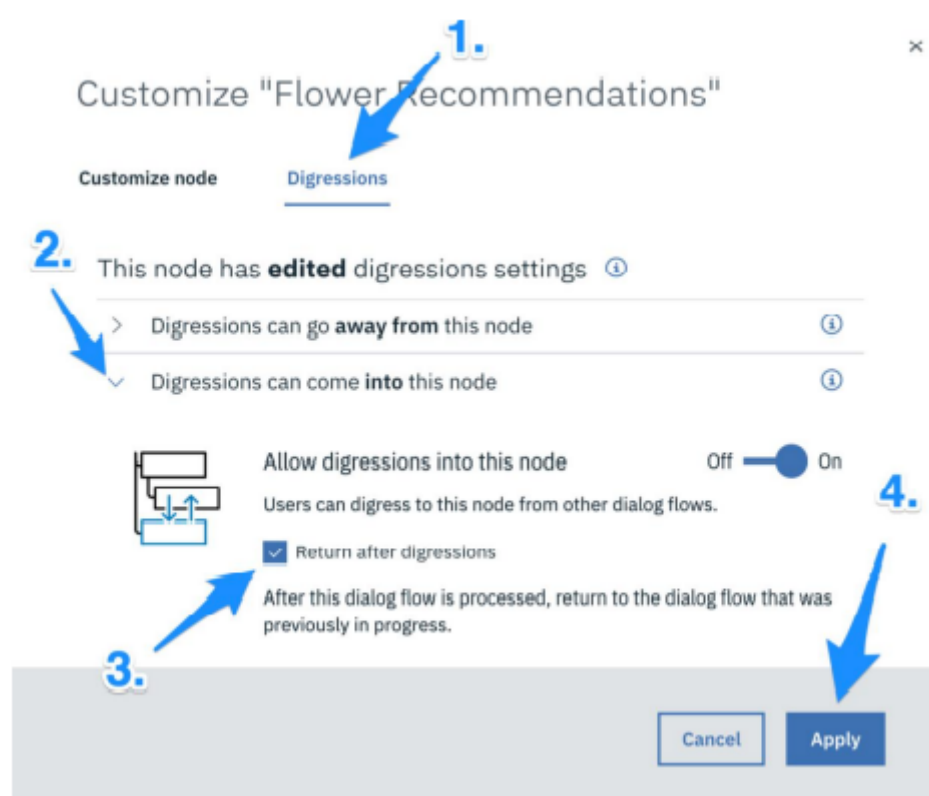 1.
×
Customize "Flower Recommendations"
Customize node Digressions
2.
This node has edited digressions settings
Digressions can go away from this node
Digressions can come into this node
Allow digressions into this node Off On
Users can digress to this node from other dialog flows.
4.
Return after digressions
After this dialog flow is processed, return to the dialog flow that was
previously in progress.
3.
Cancel Apply